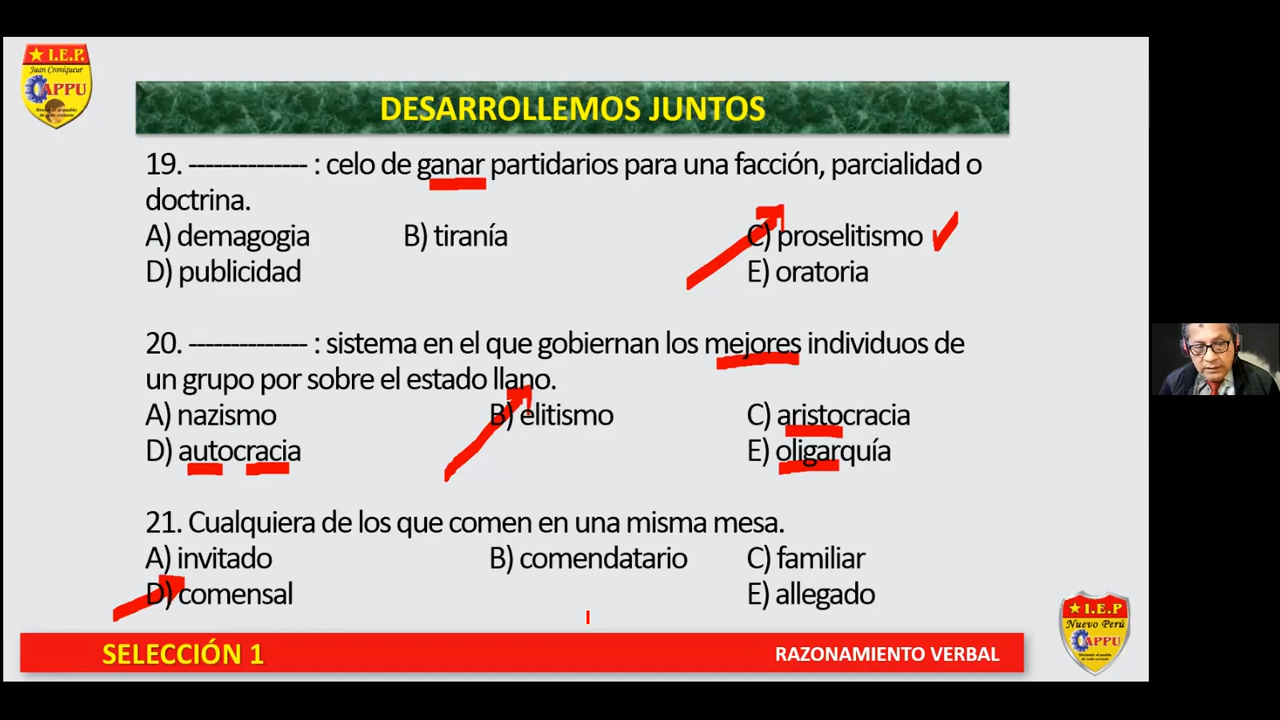 ★ I.E.P.
Juan Croniqueur
APPU
DESARROLLEMOS JUNTOS
19. -------------- : celo de ganar partidarios para una facción, parcialidad o
doctrina.
A) demagogia B) tiranía C) proselitismo
D) publicidad E) oratoria
20. -------------- : sistema en el que gobiernan los mejores individuos de
un grupo por sobre el estado llano.
A) nazismo B) elitismo C) aristocracia
D) autocracia E) oligarquía
21. Cualquiera de los que comen en una misma mesa.
A) invitado B) comendatario C) familiar
D) comensal E) allegado
★ I.E.P
Nuevo Perú
CAPPU
SELECCIÓN 1 RAZONAMIENTO VERBAL